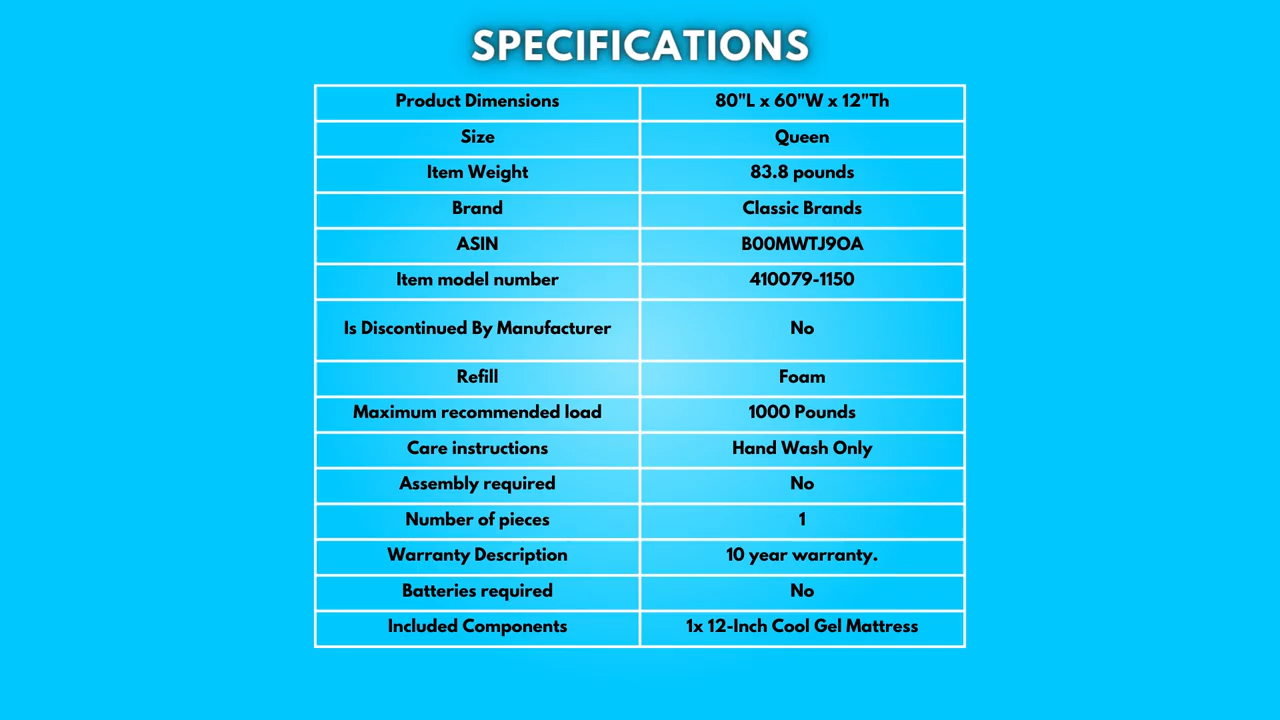 SPECIFICATIONS
Product Dimensions 80"L x 60"W x 12"Th
Size Queen
Item Weight 83.8 pounds
Brand Classic Brands
ASIN B00MWTJ9OA
Item model number 410079-1150
Is Discontinued By Manufacturer No
Refill Foam
Maximum recommended load 1000 Pounds
Care instructions Hand Wash Only
Assembly required No
Number of pieces 1
Warranty Description 10 year warranty.
Batteries required No
Included Components 1x 12-Inch Cool Gel Mattress